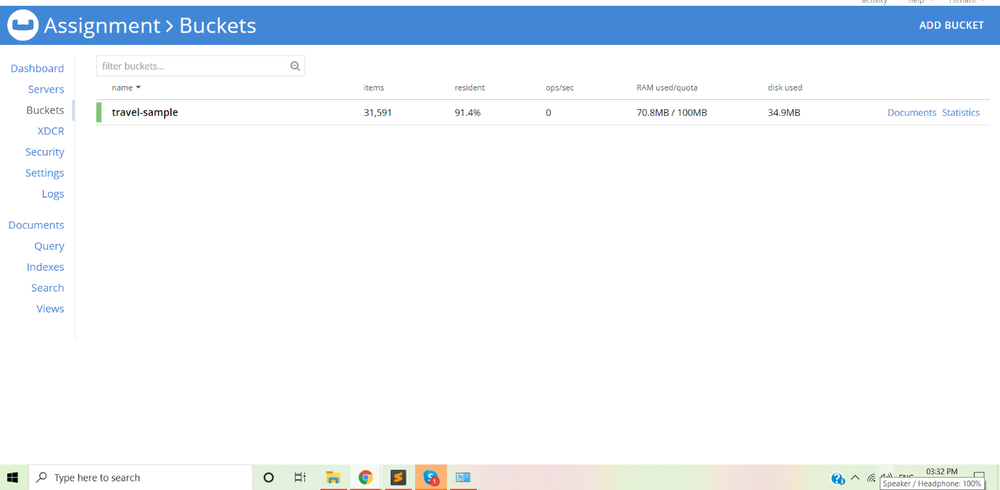 activity help Himani
Assignment > Buckets
ADD BUCKET
Dashboard
Servers
Buckets
XDCR
Security
Settings
Logs
Documents
Query
Indexes
Search
Views
filter buckets...
name items resident ops/sec RAM used/quota disk used
travel-sample 31,591 91.4% 0 70.8MB / 100MB 34.9MB Documents Statistics
Type here to search
1
ENG
03:32 PM
Speaker / Headphone: 100%